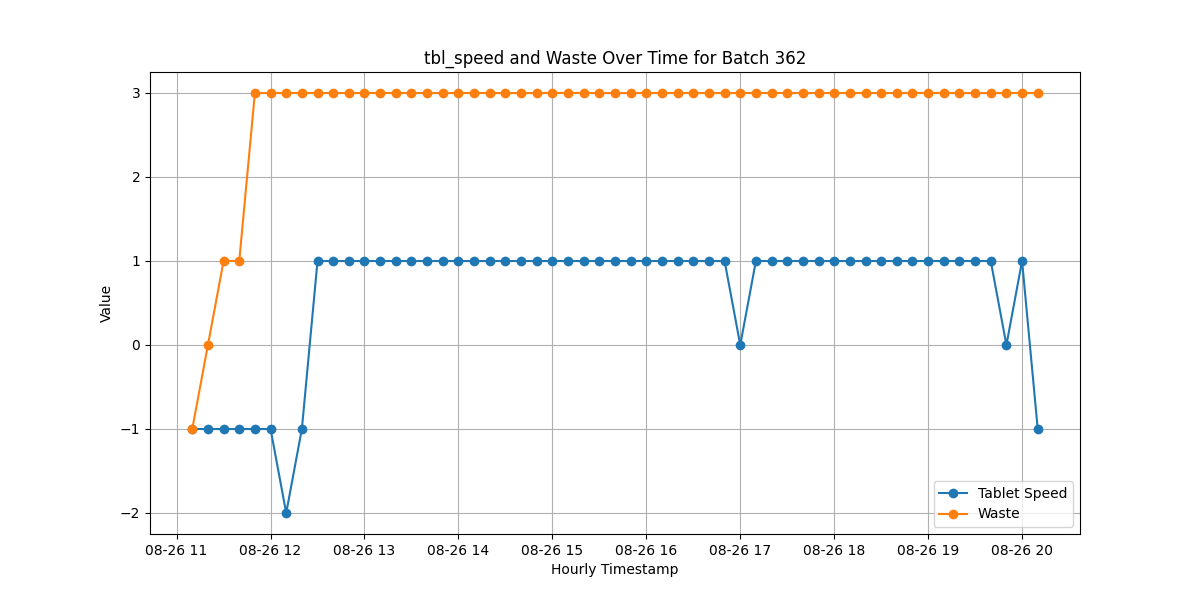 tbl_speed and Waste Over Time for Batch 362
Value
3
2
1
0
−1
−2
Tablet Speed
Waste
08-26 11 08-26 12 08-26 13 08-26 14 08-26 15 08-26 16 08-26 17 08-26 18 08-26 19 08-26 20
Hourly Timestamp